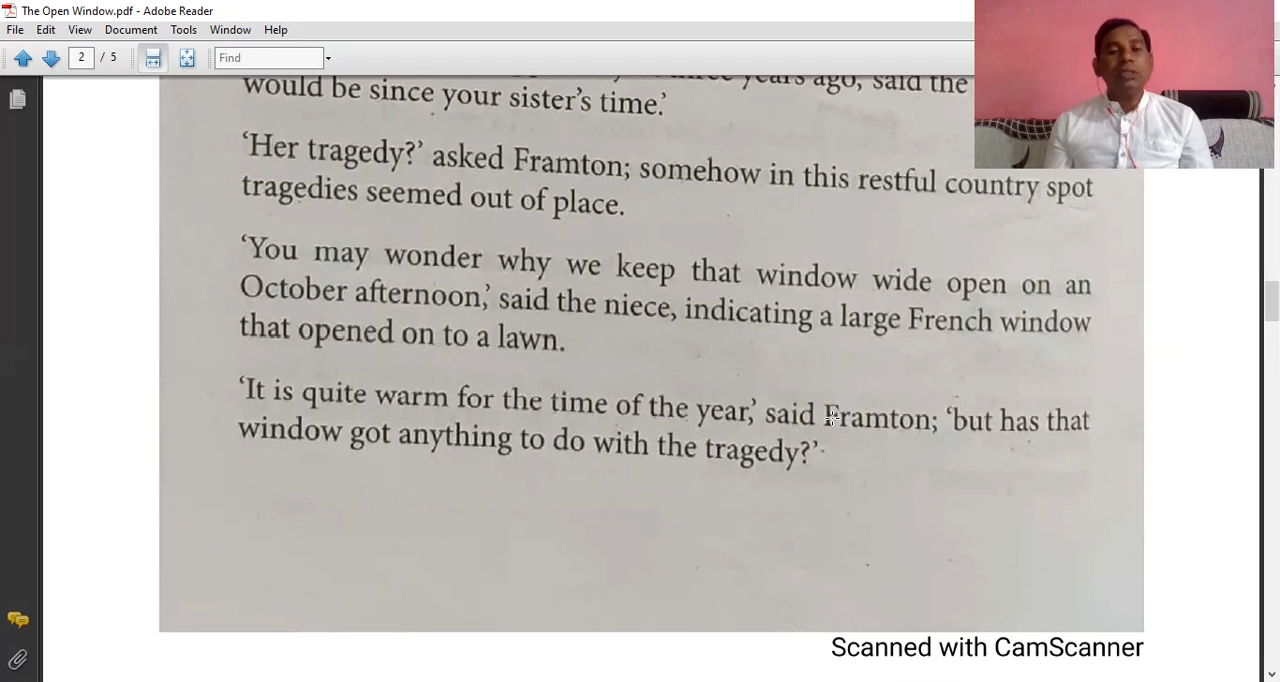 The Open Window.pdf - Adobe Reader
File Edit View Document Tools Window Help
2 / 5 Find
years ago, said the
would be since your sister's time.'
'Her tragedy?' asked Framton; somehow in this restful country spot
tragedies seemed out of place.
'You may wonder why we keep that window wide open on an
October afternoon,' said the niece, indicating a large French window
that opened on to a lawn.
'It is quite warm for the time of the year,' said Framton; 'but has that
window got anything to do with the tragedy?'
Scanned with CamScanner